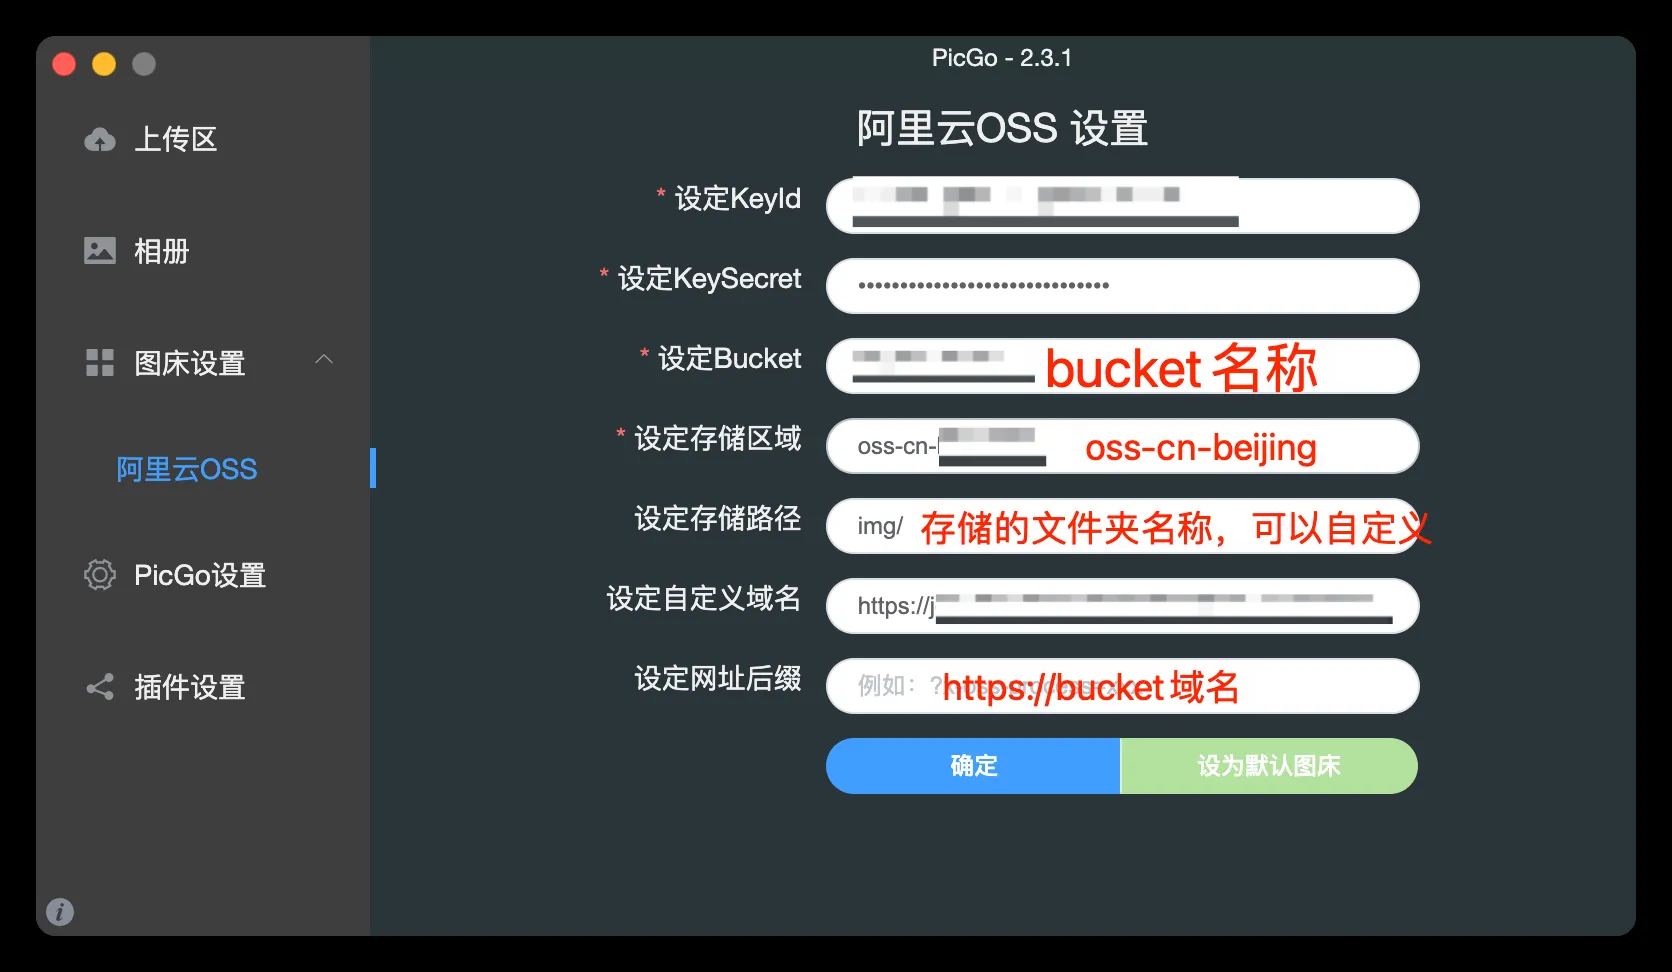 PicGo - 2.3.1
上传区
相册
图床设置
阿里云OSS
PicGo设置
插件设置
阿里云OSS 设置
* 设定KeyId
* 设定KeySecret
••••••••••••••••••••••••••••••
* 设定Bucket
bucket 名称
* 设定存储区域
oss-cn- oss-cn-beijing
设定存储路径
img/ 存储的文件夹名称，可以自定义
设定自定义域名
https://j
设定网址后缀
例如：? https://bucket 域名
确定
设为默认图床